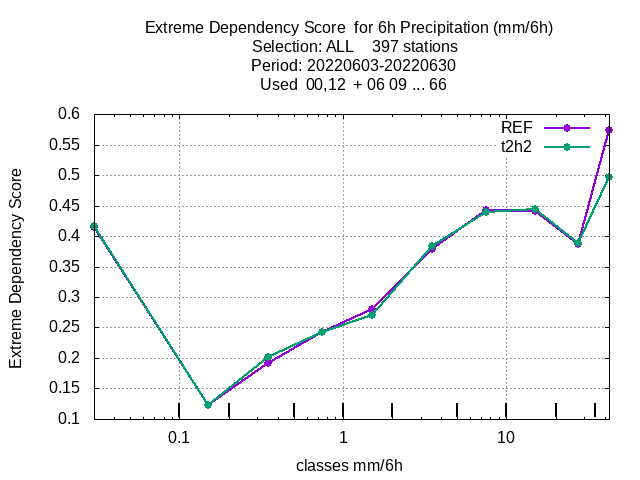 Extreme Dependency Score  for 6h Precipitation (mm/6h)
Selection: ALL    397 stations
Period: 20220603-20220630
Used  00,12  + 06 09 ... 66
REF
t2h2
Extreme Dependency Score
0.6
0.55
0.5
0.45
0.4
0.35
0.3
0.25
0.2
0.15
0.1
0.1 1 10
classes mm/6h